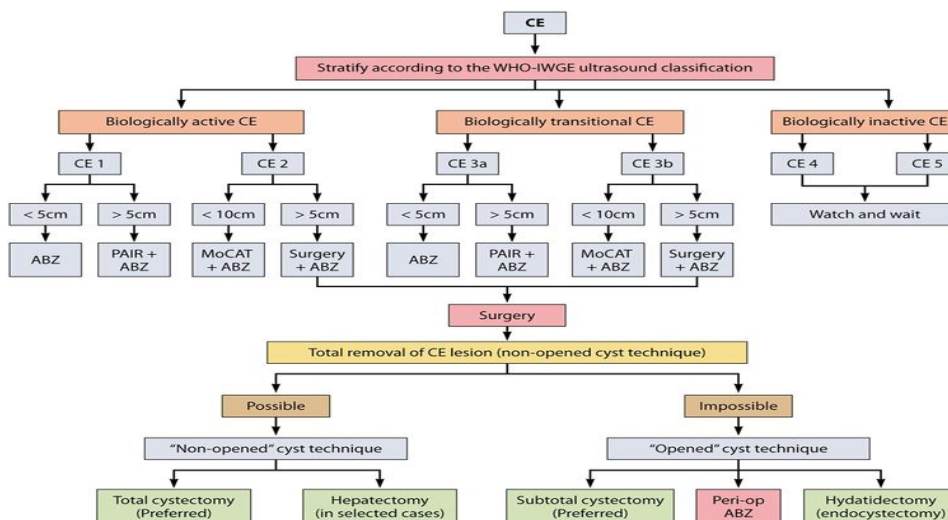 CE
Stratify according to the WHO-IWGE ultrasound classification
Biologically active CE
Biologically transitional CE
Biologically inactive CE
CE 1
CE 2
CE 3a
CE 3b
CE 4
CE 5
< 5cm
> 5cm
< 10cm
> 5cm
< 5cm
> 5cm
< 10cm
> 5cm
Watch and wait
ABZ
PAIR +
ABZ
MoCAT
+ ABZ
Surgery
+ ABZ
ABZ
PAIR +
ABZ
MoCAT
+ ABZ
Surgery
+ ABZ
Surgery
Total removal of CE lesion (non-opened cyst technique)
Possible
Impossible
“Non-opened” cyst technique
“Opened” cyst technique
Total cystectomy
(Preferred)
Hepatectomy
(in selected cases)
Subtotal cystectomy
(Preferred)
Peri-op
ABZ
Hydatidectomy
(endocystectomy)